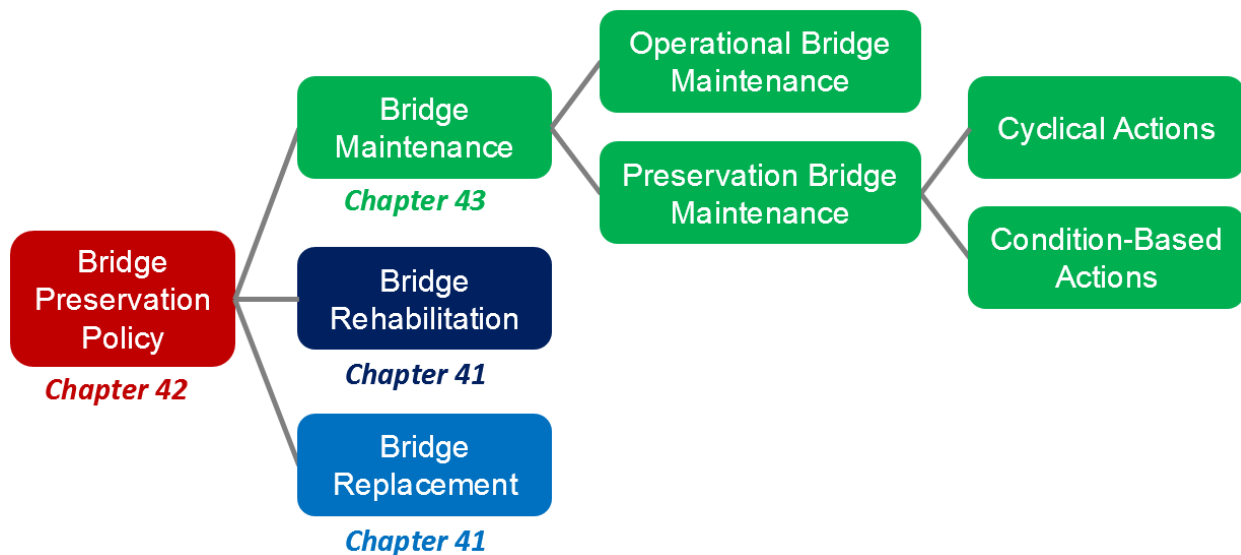 Bridge
Preservation
Policy
Chapter 42
Bridge
Maintenance
Chapter 43
Bridge
Rehabilitation
Chapter 41
Bridge
Replacement
Chapter 41
Operational Bridge
Maintenance
Preservation Bridge
Maintenance
Cyclical Actions
Condition-Based
Actions